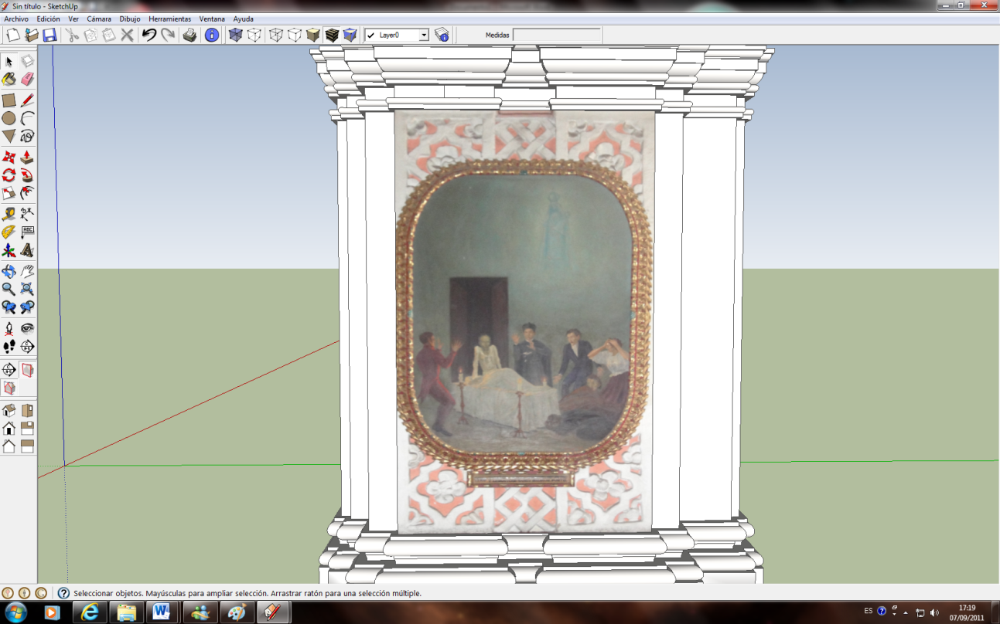 Sin título - SketchUp
Archivo Edición Ver Cámara Dibujo Herramientas Ventana Ayuda
Layer0 Medidas
ABC
Seleccionar objetos. Mayúsculas para ampliar selección. Arrastrar ratón para una selección múltiple.
ES 17:19
07/09/2011